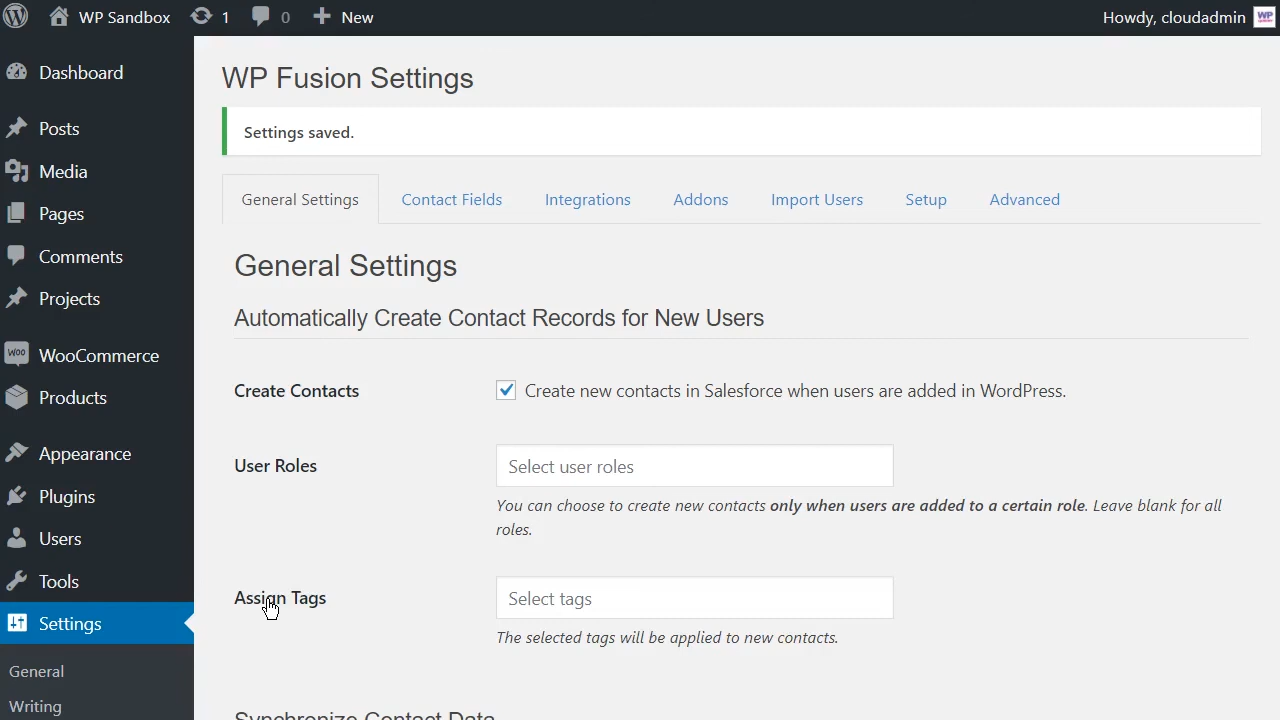 WP Sandbox 1 0 New Howdy, cloudadmin WP
Dashboard
Posts
Media
Pages
Comments
Projects
Woo WooCommerce
Products
Appearance
Plugins
Users
Tools
Settings
General
Writing
WP Fusion Settings
Settings saved.
General Settings Contact Fields Integrations Addons Import Users Setup Advanced
General Settings
Automatically Create Contact Records for New Users
Create Contacts Create new contacts in Salesforce when users are added in WordPress.
User Roles Select user roles
You can choose to create new contacts only when users are added to a certain role. Leave blank for all
roles.
Assign Tags Select tags
The selected tags will be applied to new contacts.
Synchronize Contact Data